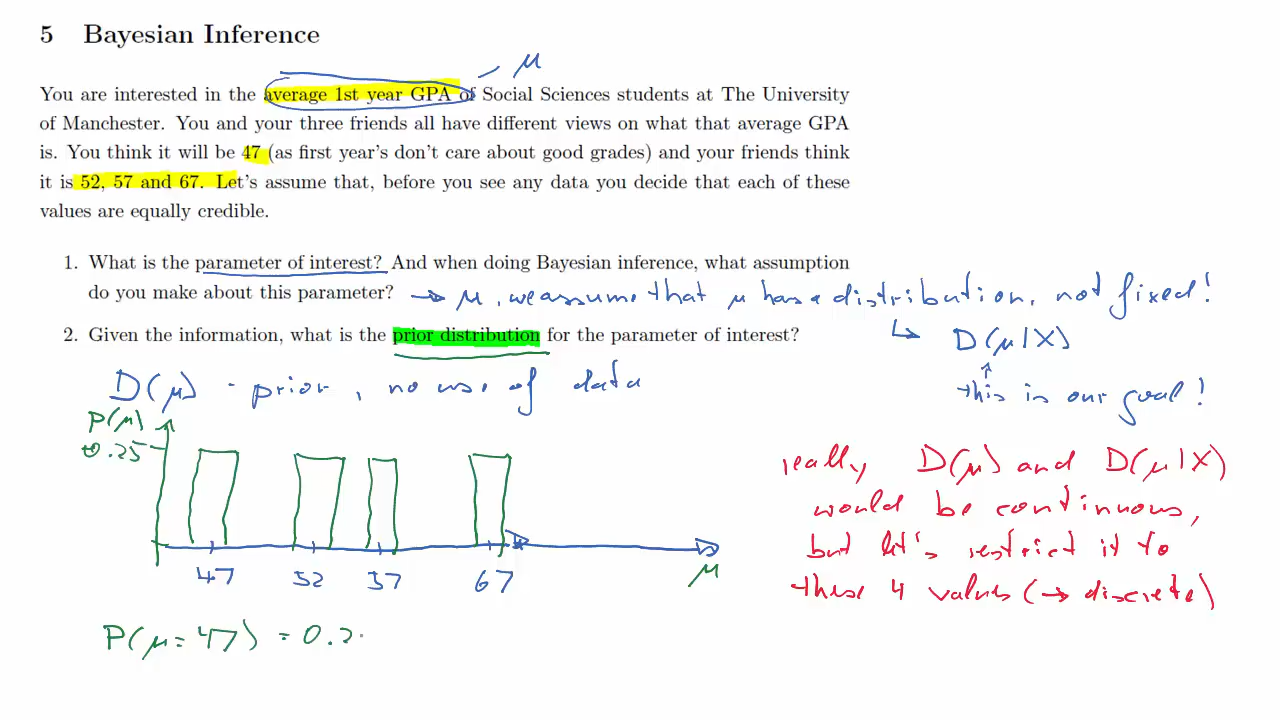 5 Bayesian Inference
μ
You are interested in the average 1st year GPA of Social Sciences students at The University
of Manchester. You and your three friends all have different views on what that average GPA
is. You think it will be 47 (as first year's don't care about good grades) and your friends think
it is 52, 57 and 67. Let's assume that, before you see any data you decide that each of these
values are equally credible.
1. What is the parameter of interest? And when doing Bayesian inference, what assumption
do you make about this parameter? → μ, we assume that μ has a distribution, not fixed!
2. Given the information, what is the prior distribution for the parameter of interest?
↳ D(μ|X)
↑
this is our goal!
D(μ) - prior, no use of data
P(μ)
0.25
47 52 57 67 μ
P(μ=47) = 0.2
really D(μ) and D(μ|X)
would be continuous,
but let's restrict it to
these 4 values (→ discrete)